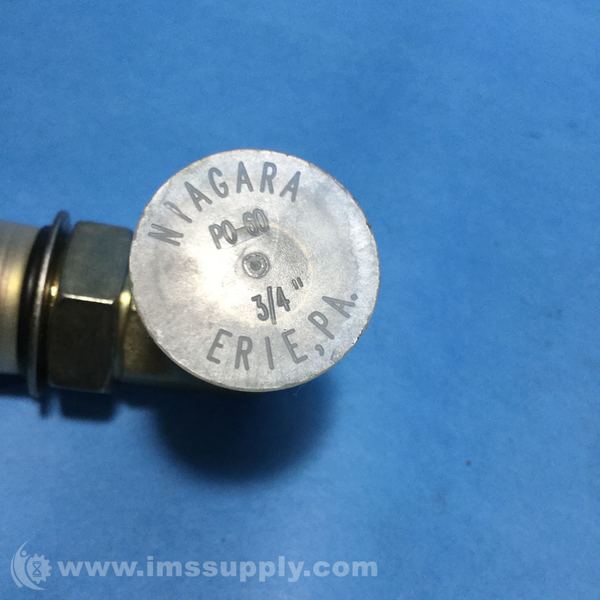 NIAGARA
PO-60
3/4"
ERIE, PA.
www.imssupply.com